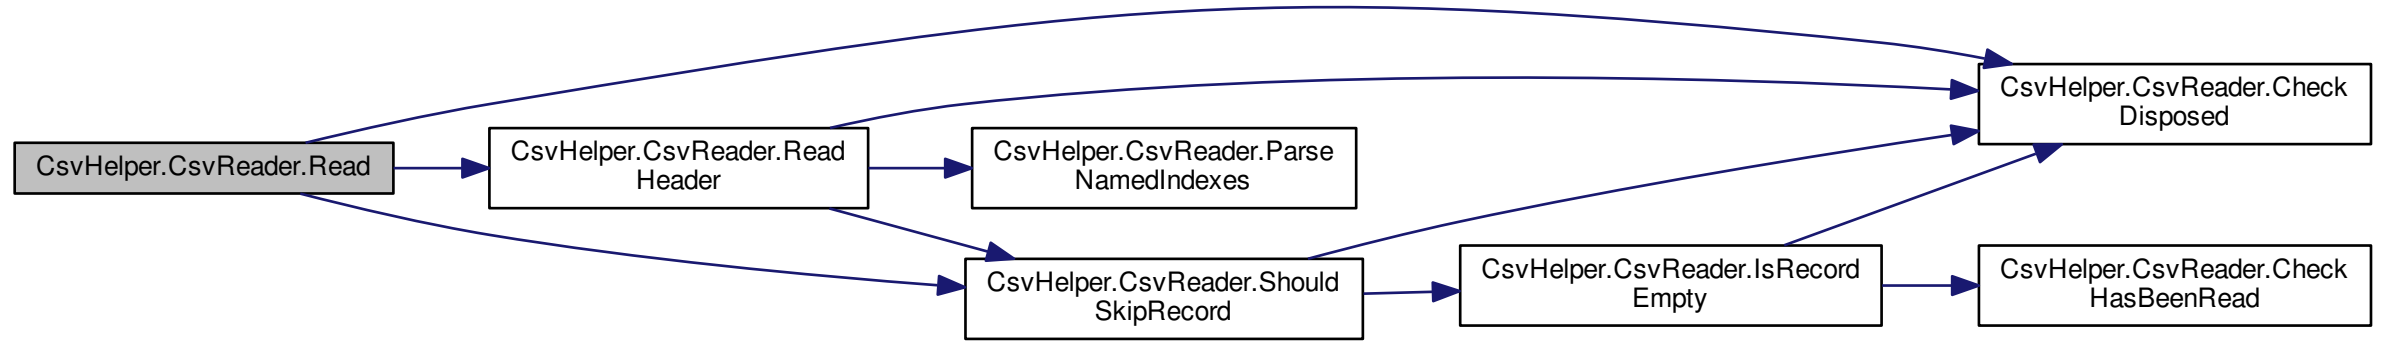 CsvHelper.CsvReader.Read
CsvHelper.CsvReader.Read
Header
CsvHelper.CsvReader.Parse
NamedIndexes
CsvHelper.CsvReader.Should
SkipRecord
CsvHelper.CsvReader.IsRecord
Empty
CsvHelper.CsvReader.Check
Disposed
CsvHelper.CsvReader.Check
HasBeenRead